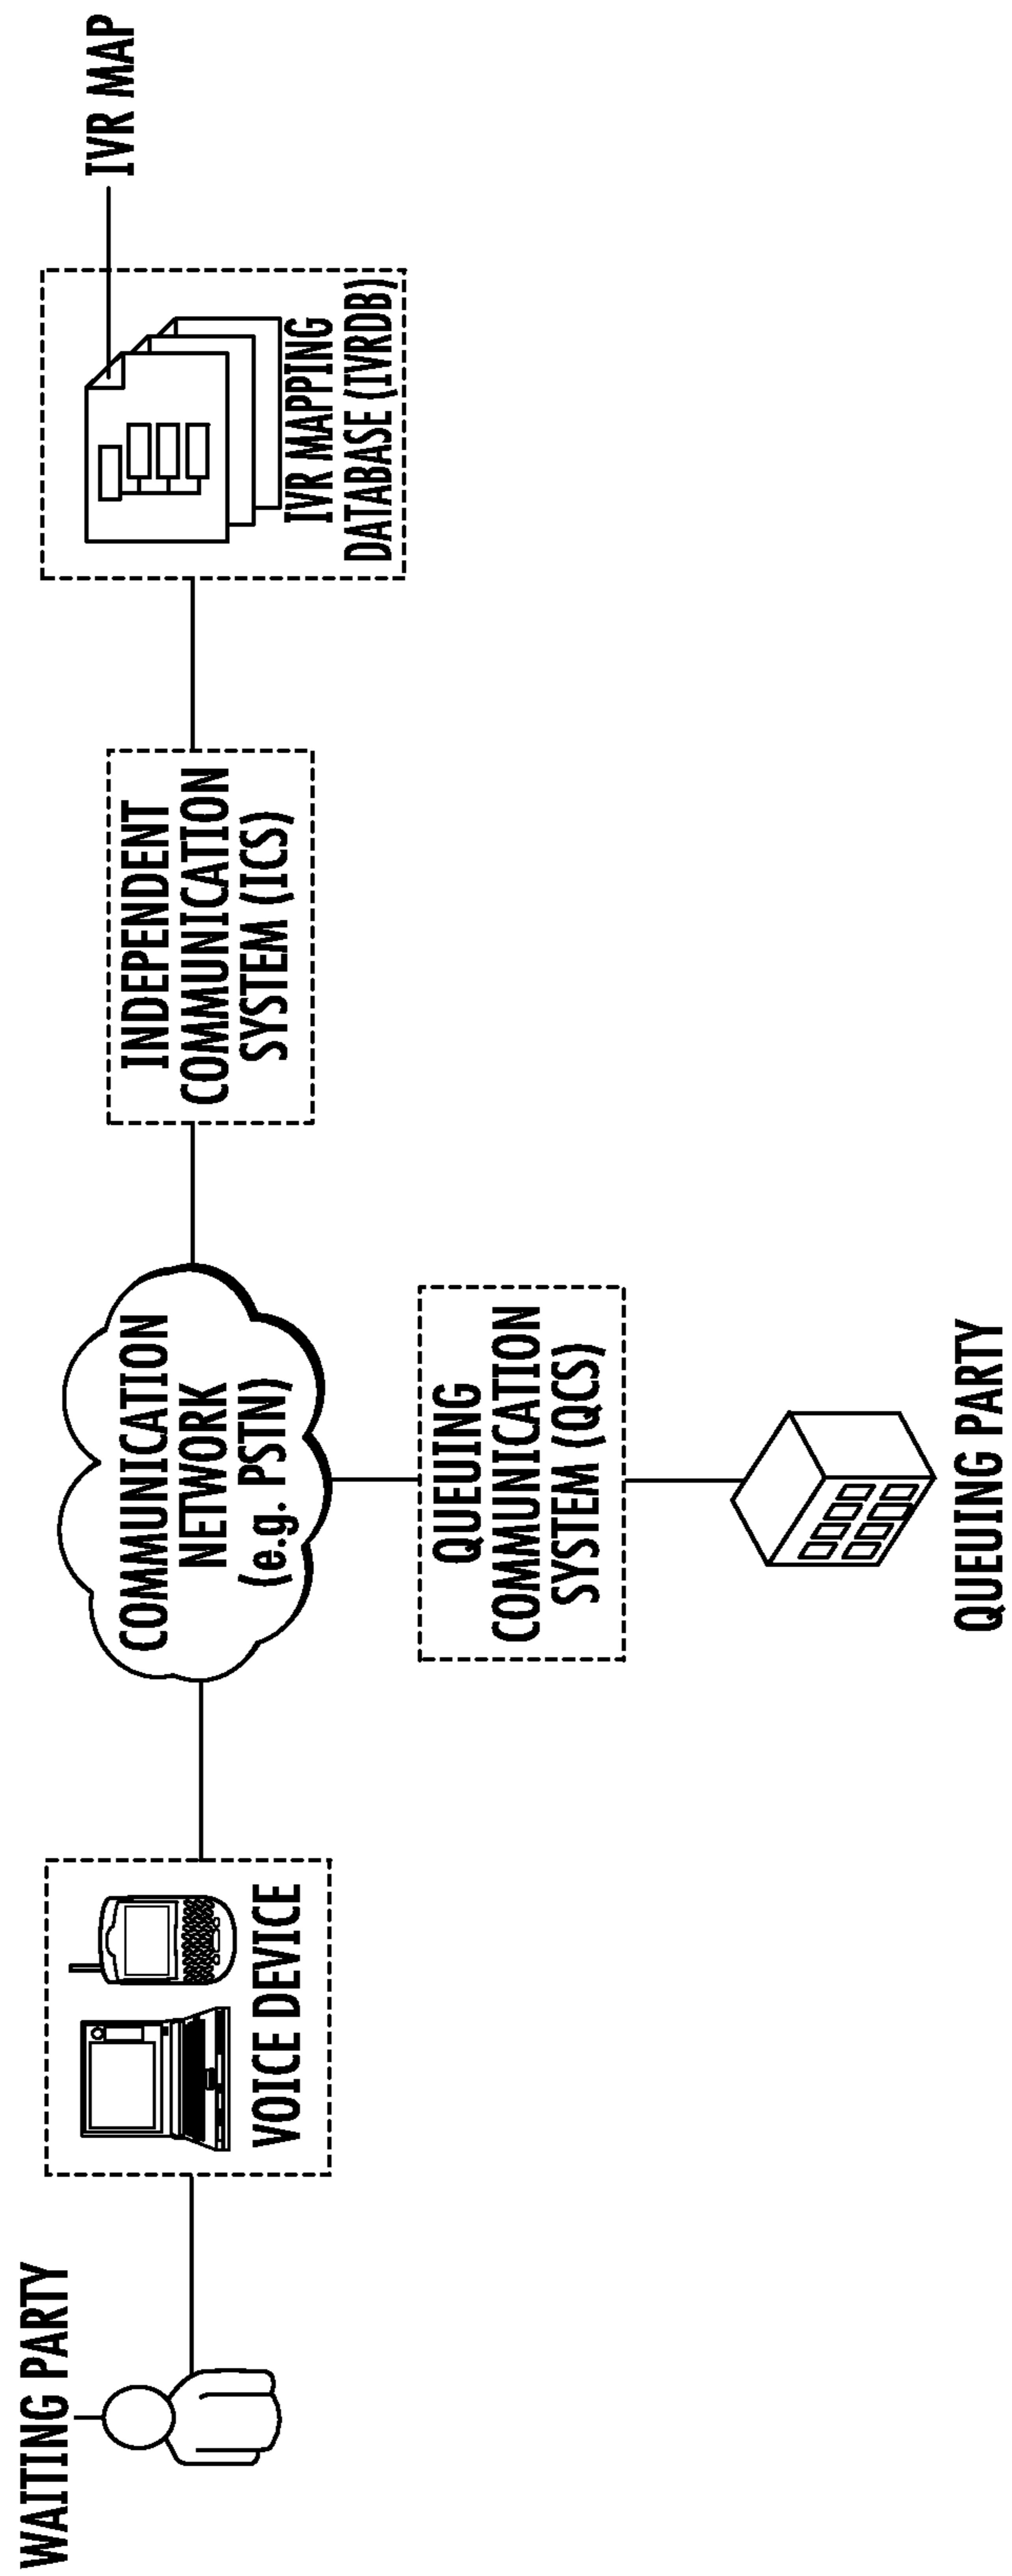 WAITING PARTY
VOICE DEVICE
COMMUNICATION
NETWORK
(e.g. PSTN)
QUEUING
COMMUNICATION
SYSTEM (QCS)
QUEUING PARTY
INDEPENDENT
COMMUNICATION
SYSTEM (ICS)
IVR MAPPING
DATABASE (IVRDB)
IVR MAP